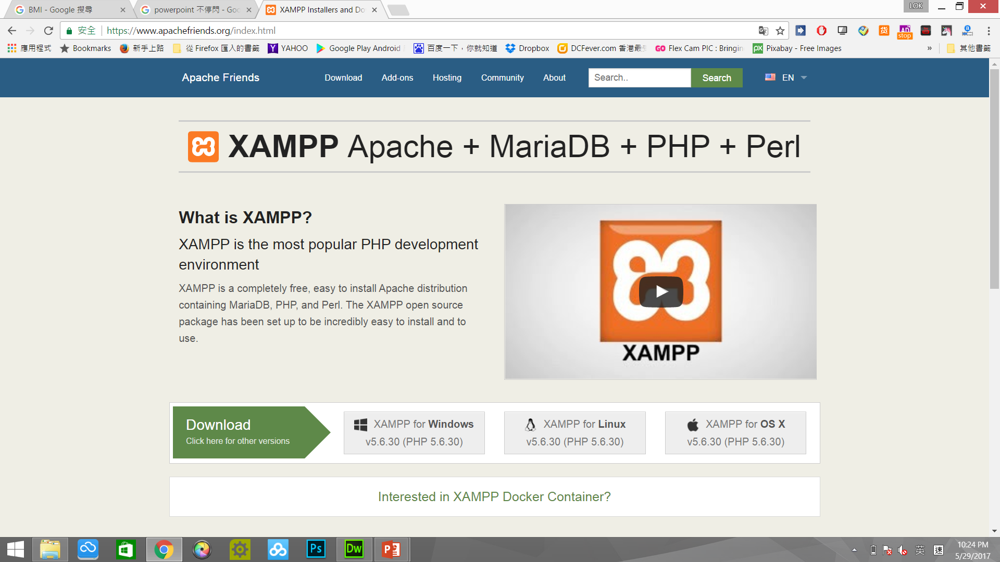 BMI - Google 搜尋
powerpoint 不停閃 - Goo
XAMPP Installers and Do
LOK
安全
https://www.apachefriends.org/index.html
AD
stop
應用程式
Bookmarks
新手上路
從 Firefox 匯入的書籤
YAHOO
Google Play Android
百度一下，你就知道
Dropbox
DCFever.com 香港最受
GO Flex Cam PIC : Bringin
px Pixabay - Free Images
»
其他書籤
Apache Friends
Download
Add-ons
Hosting
Community
About
Search..
Search
EN
XAMPP Apache + MariaDB + PHP + Perl
What is XAMPP?
XAMPP is the most popular PHP development
environment
XAMPP is a completely free, easy to install Apache distribution
containing MariaDB, PHP, and Perl. The XAMPP open source
package has been set up to be incredibly easy to install and to
use.
XAMPP
Download
Click here for other versions
XAMPP for Windows
v5.6.30 (PHP 5.6.30)
XAMPP for Linux
v5.6.30 (PHP 5.6.30)
XAMPP for OS X
v5.6.30 (PHP 5.6.30)
Interested in XAMPP Docker Container?
Ps
Dw
P
英
速
10:24 PM
5/29/2017